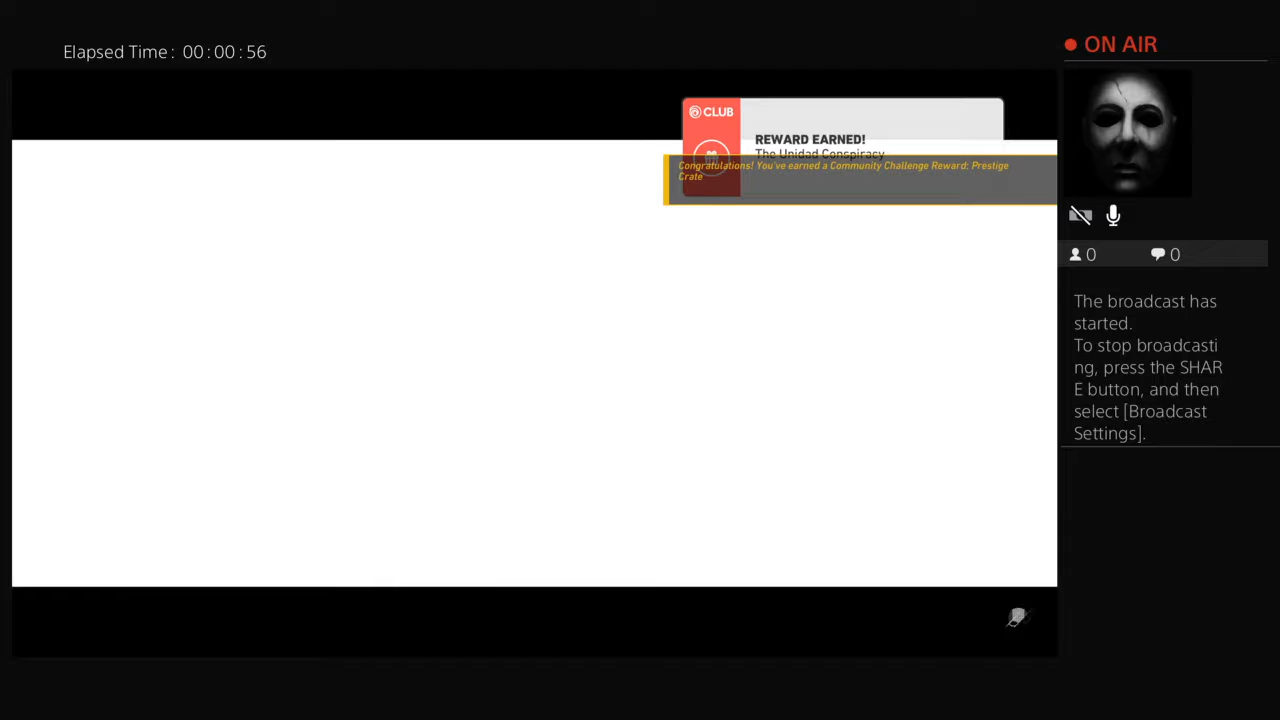 Elapsed Time: 00:00:56
ON AIR
CLUB
REWARD EARNED!
The Unidad Conspiracy
Congratulations! You've earned a Community Challenge Reward: Prestige
Crate
0 0
The broadcast has
started.
To stop broadcasti
ng, press the SHAR
E button, and then
select [Broadcast
Settings].